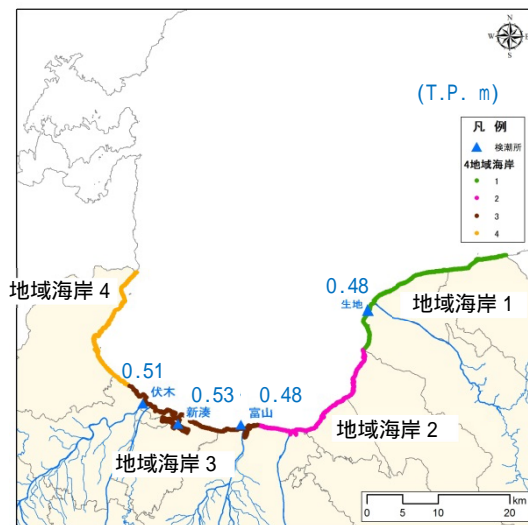 N
W E
S
(T.P. m)
凡 例
検潮所
4地域海岸
1
2
3
4
地域海岸 4
0.48
生地
地域海岸 1
0.51
伏木
0.53
新湊
0.48
富山
地域海岸 2
地域海岸 3
km
0 5 10 20